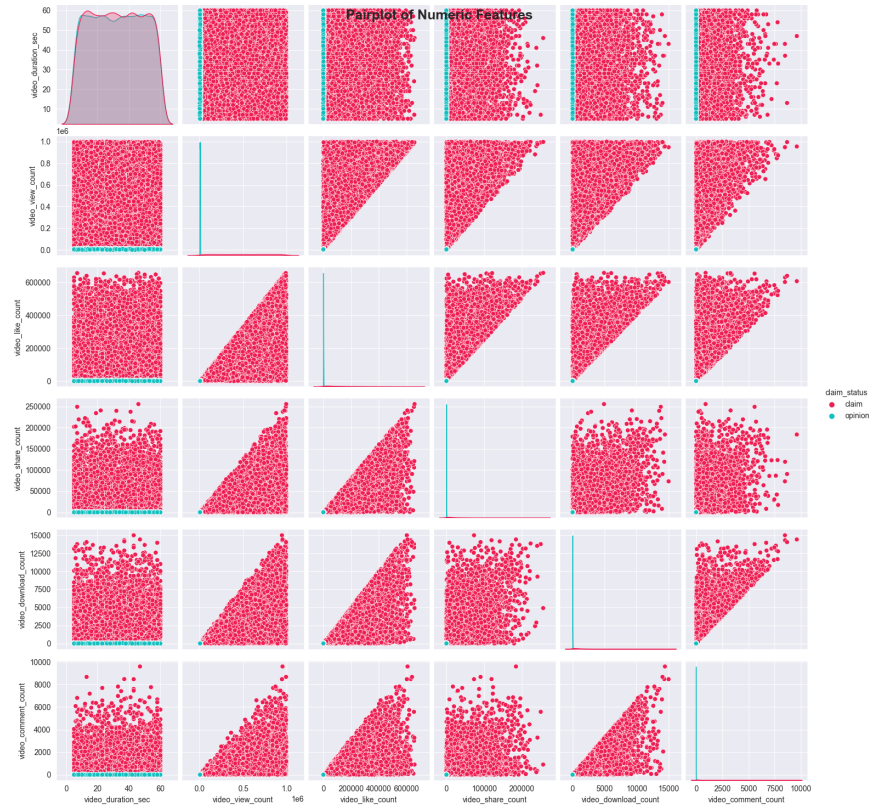 Pairplot of Numeric Features
60
50
40
30
20
10
video_duration_sec
1e6
1.0
0.8
0.6
0.4
0.2
0.0
video_view_count
600000
400000
200000
0
video_like_count
claim_status
claim
opinion
250000
200000
150000
100000
50000
0
video_share_count
15000
12500
10000
7500
5000
2500
0
video_download_count
10000
8000
6000
4000
2000
0
video_comment_count
0 20 40 60
video_duration_sec
0.0 0.5 1.0
1e6
video_view_count
0 200000 400000 600000
video_like_count
0 100000 200000
video_share_count
0 5000 10000 15000
video_download_count
0 2500 5000 7500 10000
video_comment_count